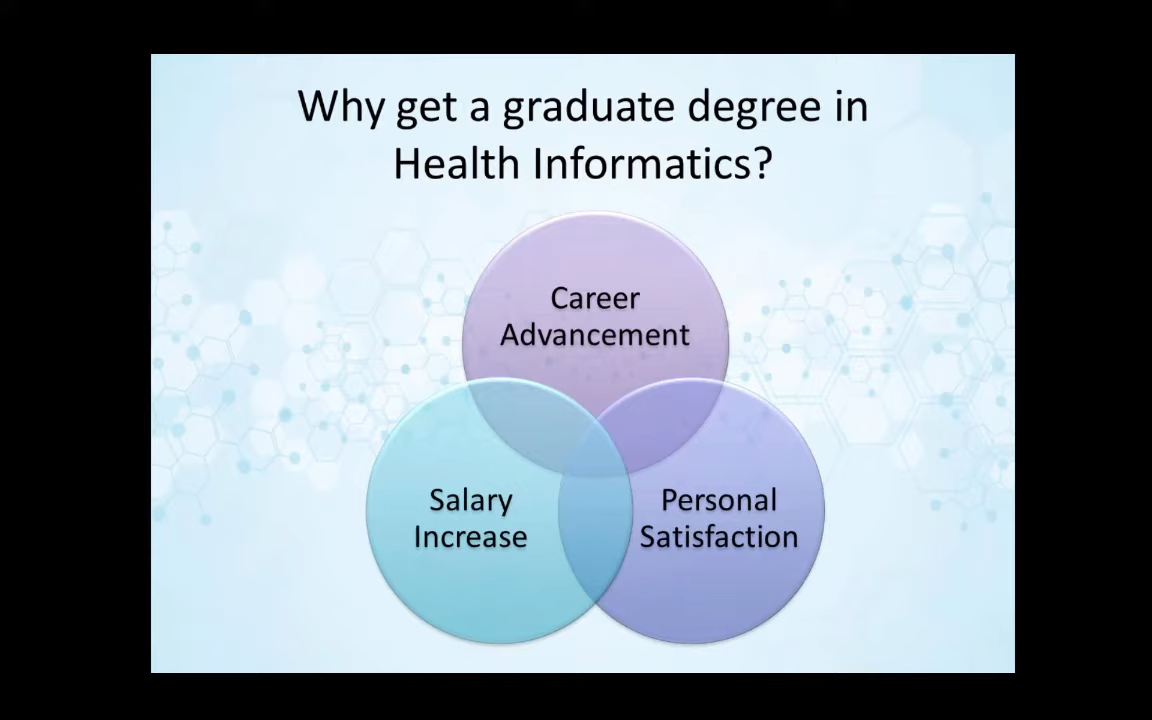 Why get a graduate degree in
Health Informatics?
Career
Advancement
Salary
Increase
Personal
Satisfaction